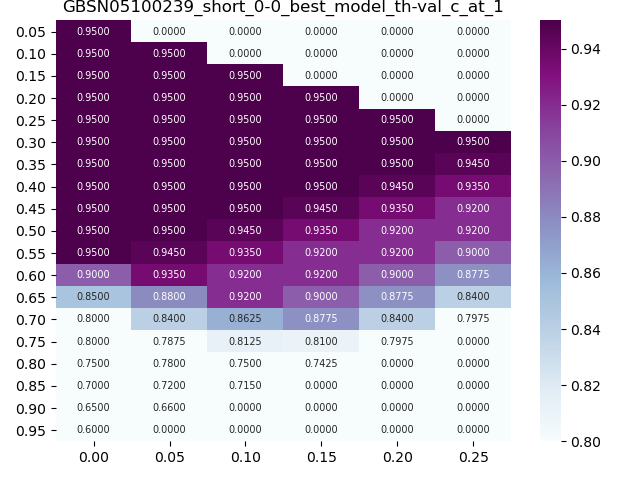 GBSN05100239_short_0-0_best_model_th-val_c_at_1
0.05 0.9500 0.0000 0.0000 0.0000 0.0000 0.0000
0.10 0.9500 0.9500 0.0000 0.0000 0.0000 0.0000
0.15 0.9500 0.9500 0.9500 0.0000 0.0000 0.0000
0.20 0.9500 0.9500 0.9500 0.9500 0.0000 0.0000
0.25 0.9500 0.9500 0.9500 0.9500 0.9500 0.0000
0.30 0.9500 0.9500 0.9500 0.9500 0.9500 0.9500
0.35 0.9500 0.9500 0.9500 0.9500 0.9500 0.9450
0.40 0.9500 0.9500 0.9500 0.9500 0.9450 0.9350
0.45 0.9500 0.9500 0.9500 0.9450 0.9350 0.9200
0.50 0.9500 0.9500 0.9450 0.9350 0.9200 0.9200
0.55 0.9500 0.9450 0.9350 0.9200 0.9200 0.9000
0.60 0.9000 0.9350 0.9200 0.9200 0.9000 0.8775
0.65 0.8500 0.8800 0.9200 0.9000 0.8775 0.8400
0.70 0.8000 0.8400 0.8625 0.8775 0.8400 0.7975
0.75 0.8000 0.7875 0.8125 0.8100 0.7975 0.0000
0.80 0.7500 0.7800 0.7500 0.7425 0.0000 0.0000
0.85 0.7000 0.7200 0.7150 0.0000 0.0000 0.0000
0.90 0.6500 0.6600 0.0000 0.0000 0.0000 0.0000
0.95 0.6000 0.0000 0.0000 0.0000 0.0000 0.0000
0.00 0.05 0.10 0.15 0.20 0.25
0.94
0.92
0.90
0.88
0.86
0.84
0.82
0.80